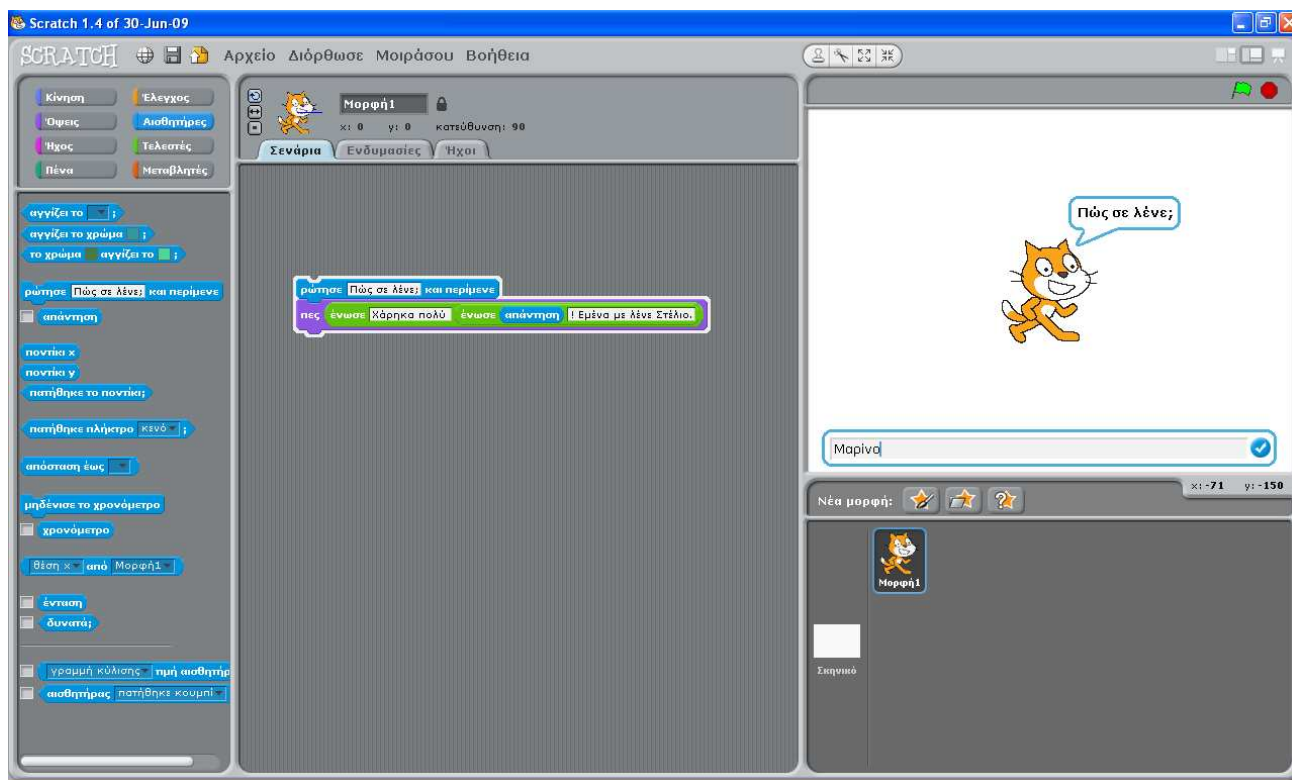 Scratch 1.4 of 30-Jun-09
SCRATCH Αρχείο Διόρθωσε Μοιράσου Βοήθεια
Κίνηση Έλεγχος
Όψεις Αισθητήρες
Ήχος Τελεστές
Πένα Μεταβλητές
αγγίζει το ;
αγγίζει το χρώμα ;
το χρώμα αγγίζει το ;
ρώτησε Πώς σε λένε; και περίμενε
απάντηση
ποντίκι x
ποντίκι y
πατήθηκε το ποντίκι;
πατήθηκε πλήκτρο κενό ;
απόσταση έως
μηδένισε το χρονόμετρο
χρονόμετρο
θέση x από Μορφή1
ένταση
δυνατά;
γραμμή κύλισης τιμή αισθητήρ
αισθητήρας πατήθηκε κουμπί
Μορφή1
x: 0 y: 0 κατεύθυνση: 90
Σενάρια Ενδυμασίες Ήχοι
ρώτησε Πώς σε λένε; και περίμενε
πες ένωσε Χάρηκα πολύ ένωσε απάντηση ! Εμένα με λένε Στέλιο.
Πώς σε λένε;
Μαρίνο
x: -71 y: -150
Νέα μορφή:
Μορφή1
Σκηνικό